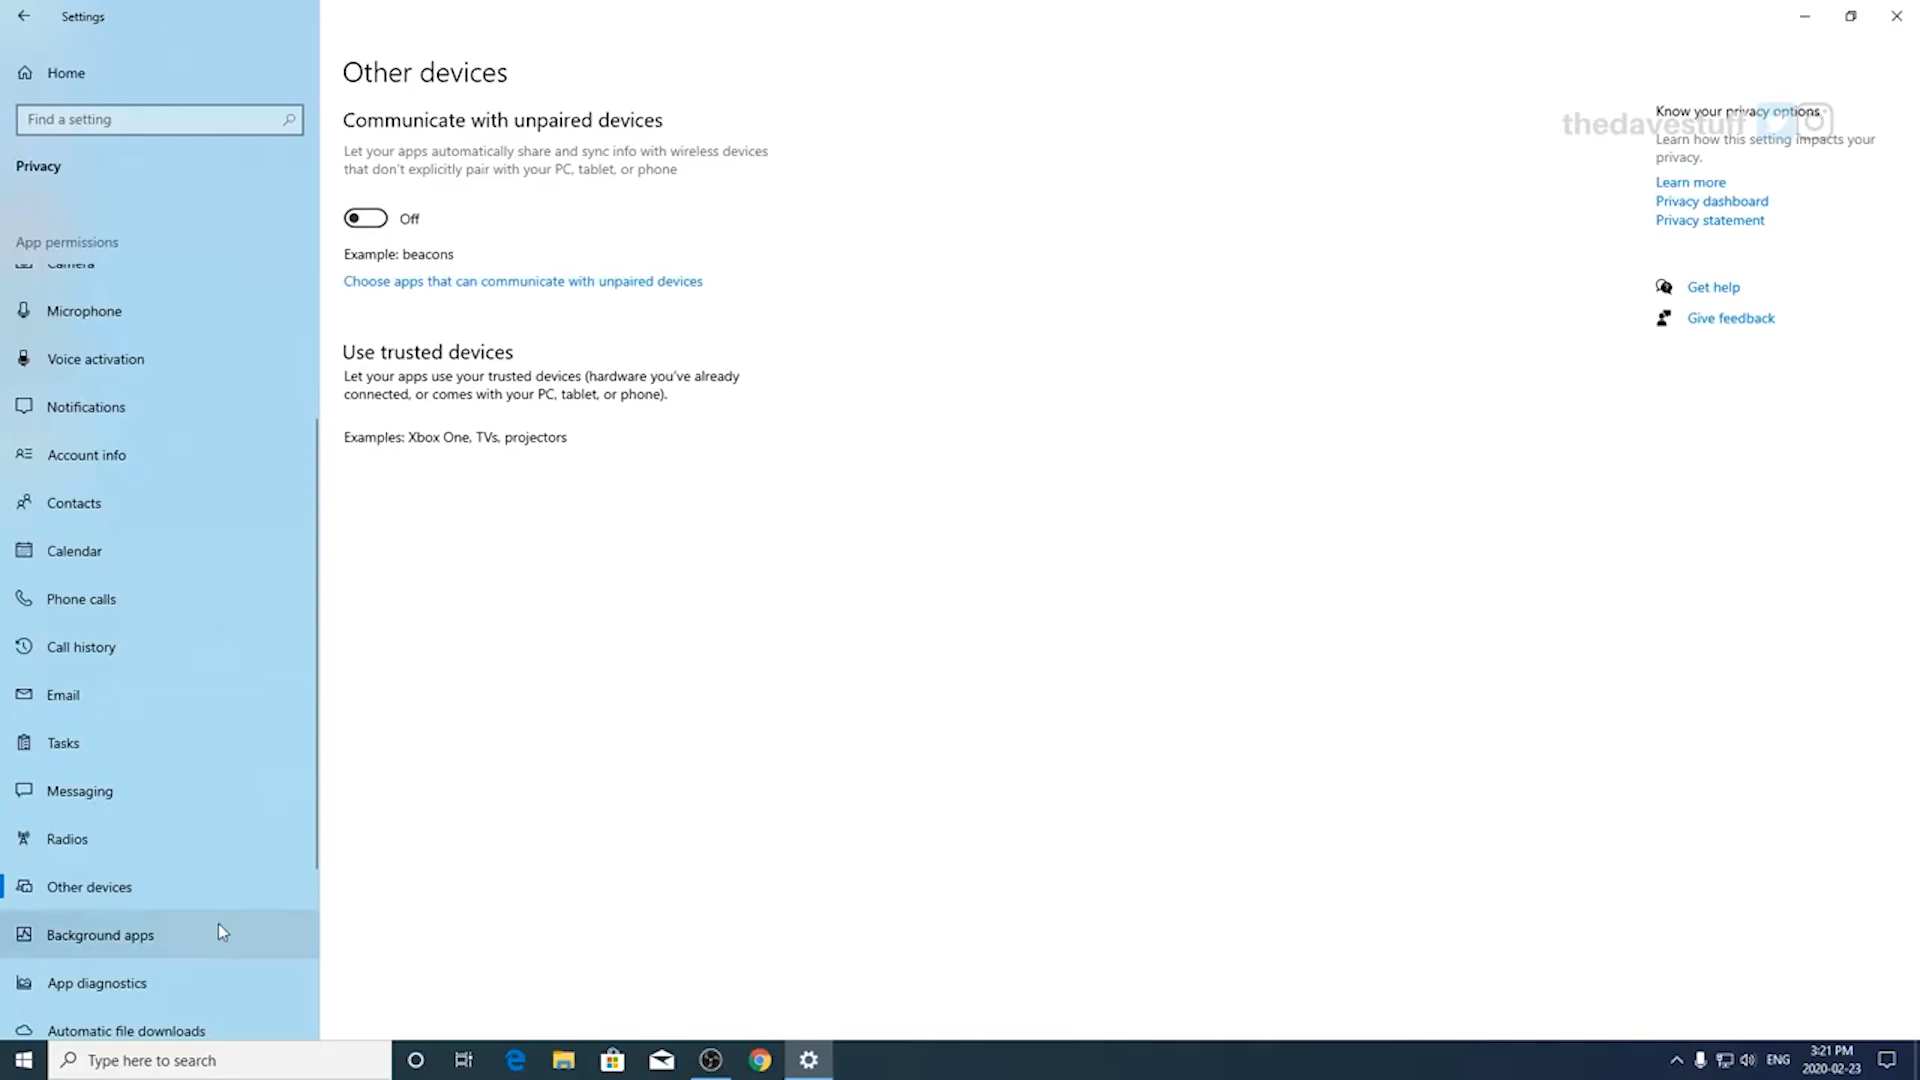 Settings
Home
Find a setting
Privacy
App permissions
Camera
Microphone
Voice activation
Notifications
Account info
Contacts
Calendar
Phone calls
Call history
Email
Tasks
Messaging
Radios
Other devices
Background apps
App diagnostics
Automatic file downloads
Other devices
Communicate with unpaired devices
Let your apps automatically share and sync info with wireless devices
that don't explicitly pair with your PC, tablet, or phone
Off
Example: beacons
Choose apps that can communicate with unpaired devices
Use trusted devices
Let your apps use your trusted devices (hardware you've already
connected, or comes with your PC, tablet, or phone).
Examples: Xbox One, TVs, projectors
Know your privacy options
thedavestuff
Learn how this setting impacts your
privacy.
Learn more
Privacy dashboard
Privacy statement
Get help
Give feedback
Type here to search
ENG
3:21 PM
2020-02-23